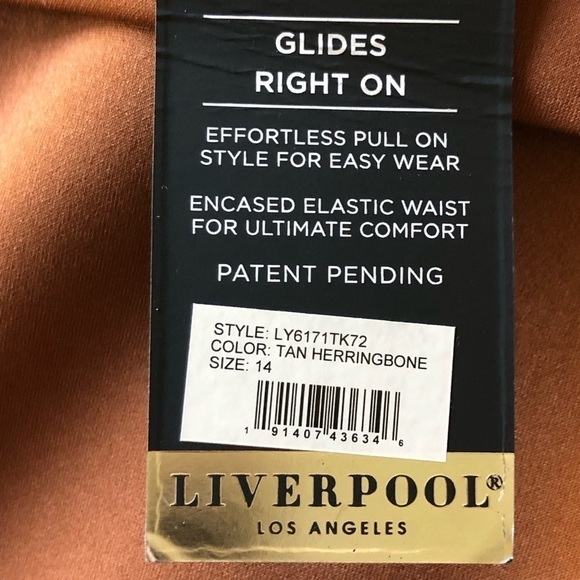 GLIDES
RIGHT ON
EFFORTLESS PULL ON
STYLE FOR EASY WEAR
ENCASED ELASTIC WAIST
FOR ULTIMATE COMFORT
PATENT PENDING
STYLE: LY6171TK72
COLOR: TAN HERRINGBONE
SIZE: 14
1 91407 43634 6
LIVERPOOL®
LOS ANGELES